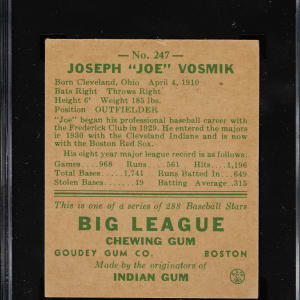 — No. 247 —
JOSEPH "JOE" VOSMIK
Born Cleveland, Ohio April 4, 1910
Bats Right Throws Right
Height 6' Weight 185 lbs.
Position OUTFIELDER
"Joe" began his professional baseball career with
the Frederick Club in 1929. He entered the majors
in 1930 with the Cleveland Indians and is now
with the Boston Red Sox.
His eight year major league record is as follows:
Games........968 Runs........561 Hits........1,196
Total Bases........1,741 Runs Batted In........649
Stolen Bases........19 Batting Average .315
This is one of a series of 288 Baseball Stars
BIG LEAGUE
CHEWING GUM
GOUDEY GUM CO. BOSTON
Made by the originators of
INDIAN GUM